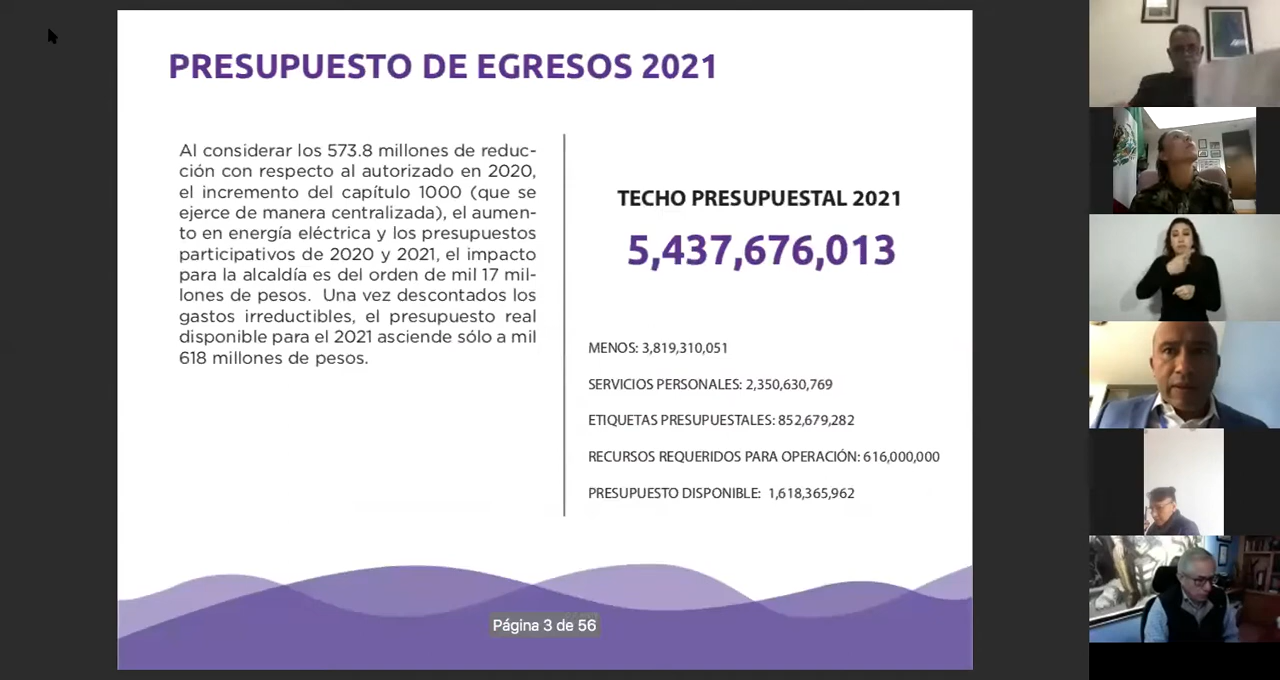 PRESUPUESTO DE EGRESOS 2021
Al considerar los 573.8 millones de reduc-
ción con respecto al autorizado en 2020,
el incremento del capítulo 1000 (que se
ejerce de manera centralizada), el aumen-
to en energía eléctrica y los presupuestos
participativos de 2020 y 2021, el impacto
para la alcaldía es del orden de mil 17 mil-
lones de pesos. Una vez descontados los
gastos irreductibles, el presupuesto real
disponible para el 2021 asciende sólo a mil
618 millones de pesos.
TECHO PRESUPUESTAL 2021
5,437,676,013
MENOS: 3,819,310,051
SERVICIOS PERSONALES: 2,350,630,769
ETIQUETAS PRESUPUESTALES: 852,679,282
RECURSOS REQUERIDOS PARA OPERACIÓN: 616,000,000
PRESUPUESTO DISPONIBLE: 1,618,365,962
Página 3 de 56